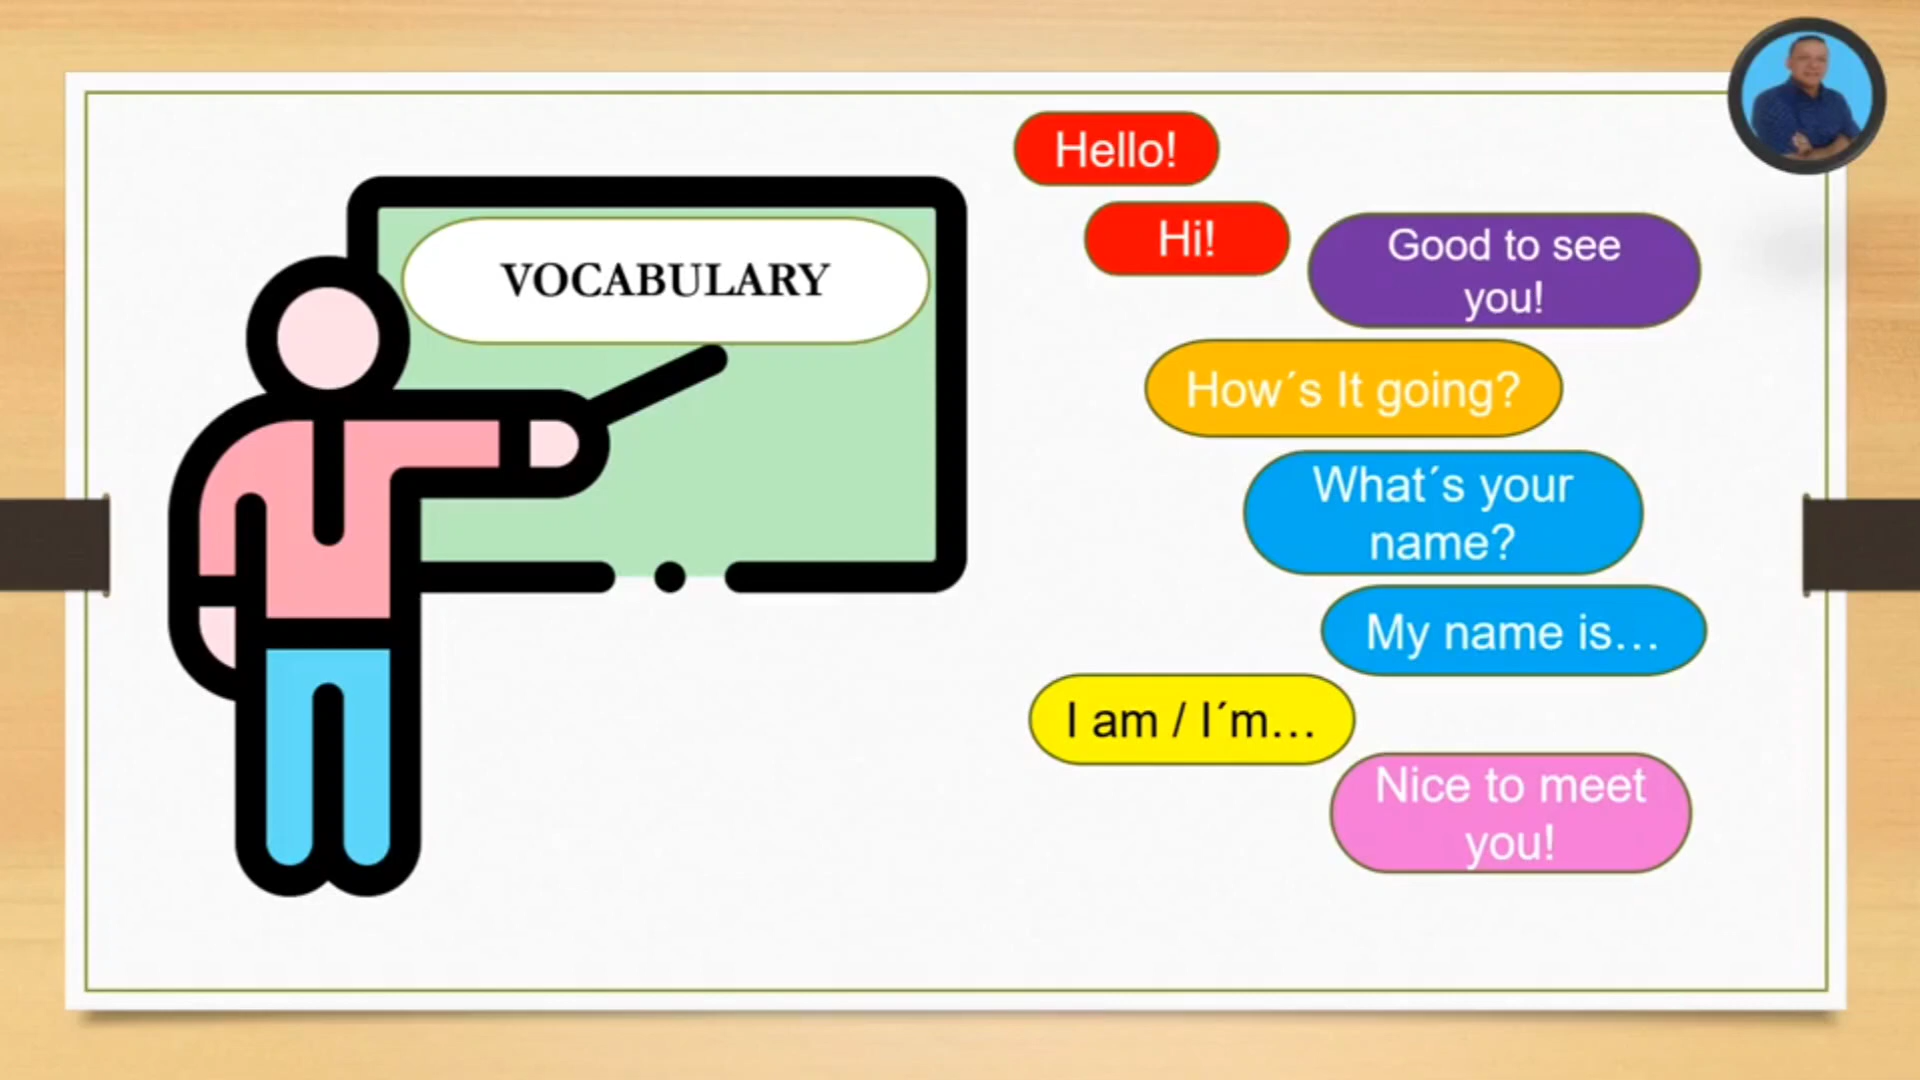 VOCABULARY
Hello!
Hi!
Good to see
you!
How´s It going?
What´s your
name?
My name is...
I am / I´m...
Nice to meet
you!